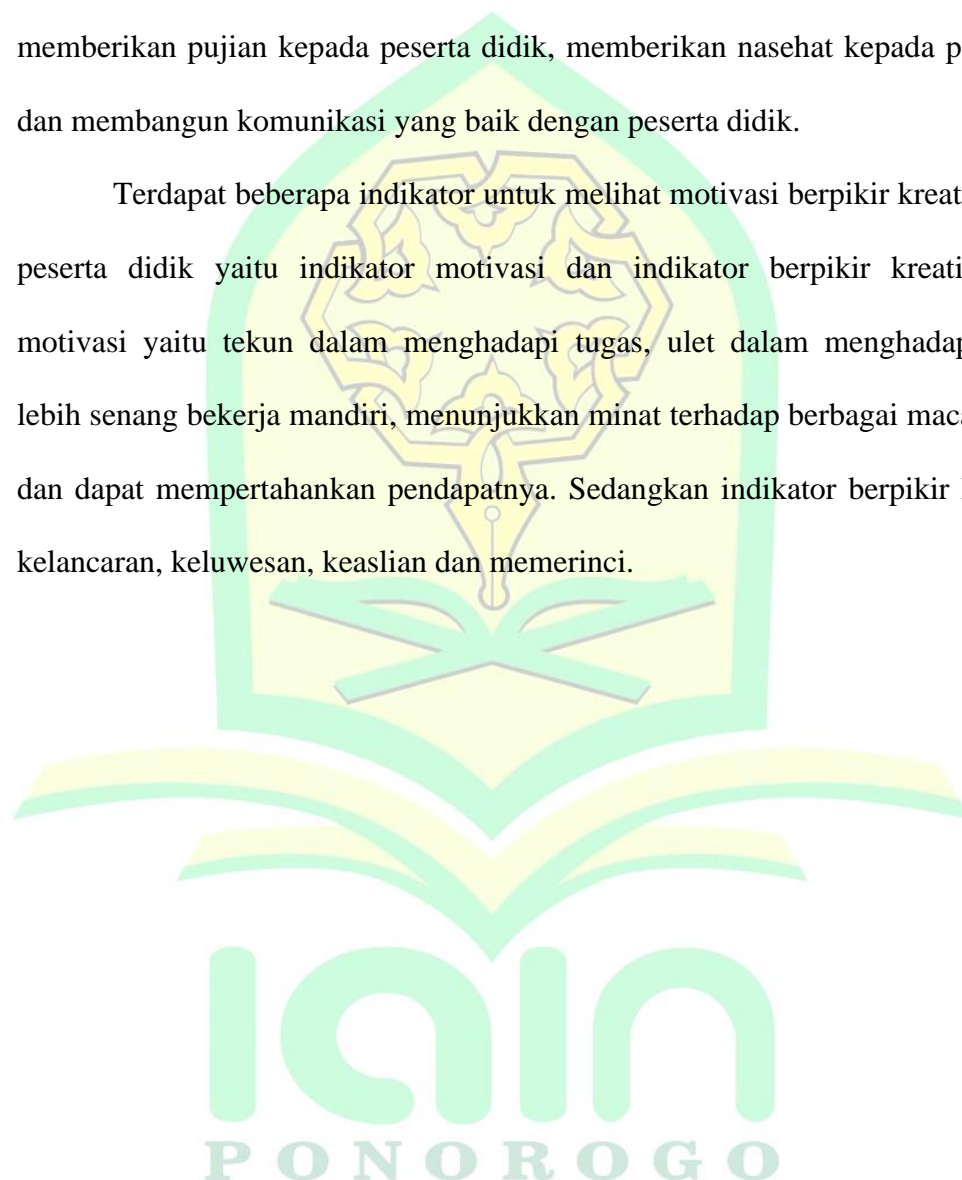 memberikan pujian kepada peserta didik, memberikan nasehat kepada
dan membangun komunikasi yang baik dengan peserta didik.
Terdapat beberapa indikator untuk melihat motivasi berpikir
peserta didik yaitu indikator motivasi dan indikator berpikir
motivasi yaitu tekun dalam menghadapi tugas, ulet dalam
lebih senang bekerja mandiri, menunjukkan minat terhadap berbagai
dan dapat mempertahankan pendapatnya. Sedangkan indikator berpikir
kelancaran, keluwesan, keaslian dan memerinci.
iain
PONOROGO